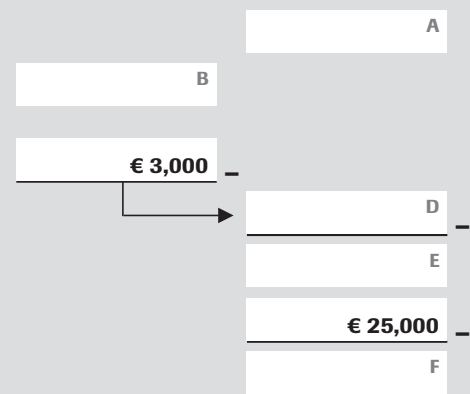 A
B
€ 3,000 –
D –
E
€ 25,000 –
F